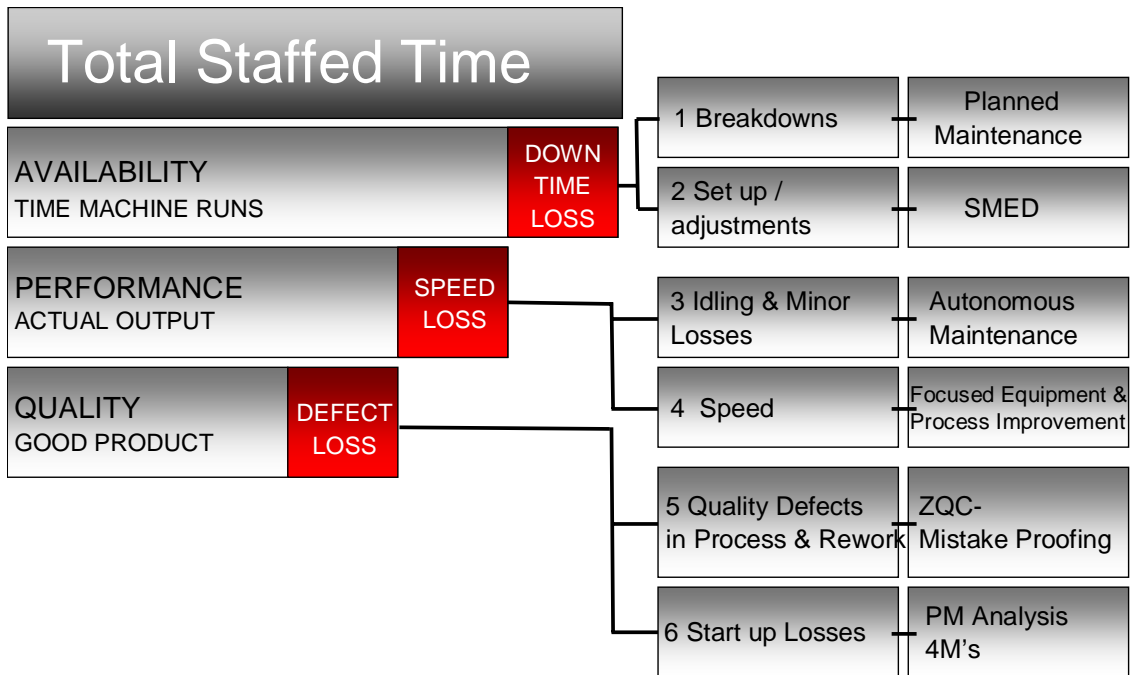 Total Staffed Time
AVAILABILITY
TIME MACHINE RUNS
DOWN
TIME
LOSS
1 Breakdowns
Planned
Maintenance
2 Set up /
adjustments
SMED
PERFORMANCE
ACTUAL OUTPUT
SPEED
LOSS
3 Idling & Minor
Losses
Autonomous
Maintenance
4 Speed
Focused Equipment &
Process Improvement
QUALITY
GOOD PRODUCT
DEFECT
LOSS
5 Quality Defects
in Process & Rework
ZQC-
Mistake Proofing
6 Start up Losses
PM Analysis
4M's